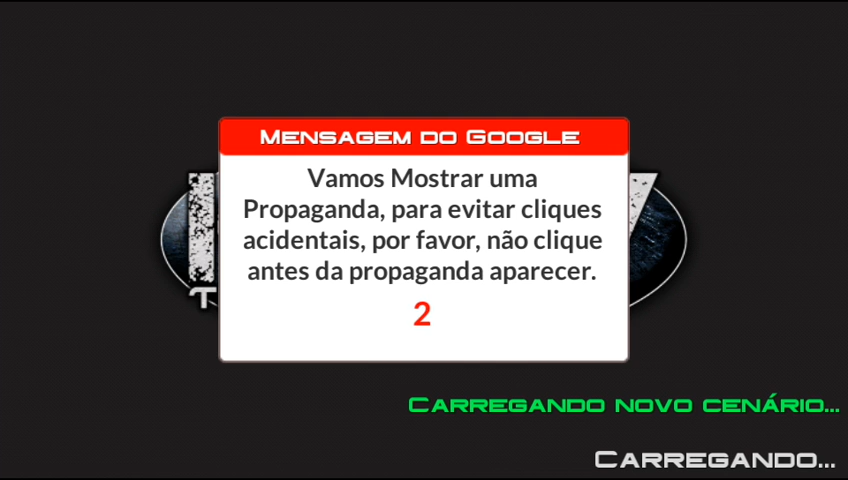 Mensagem do Google
Vamos Mostrar uma
Propaganda, para evitar cliques
acidentais, por favor, não clique
antes da propaganda aparecer.
2
Carregando novo cenário...
Carregando...